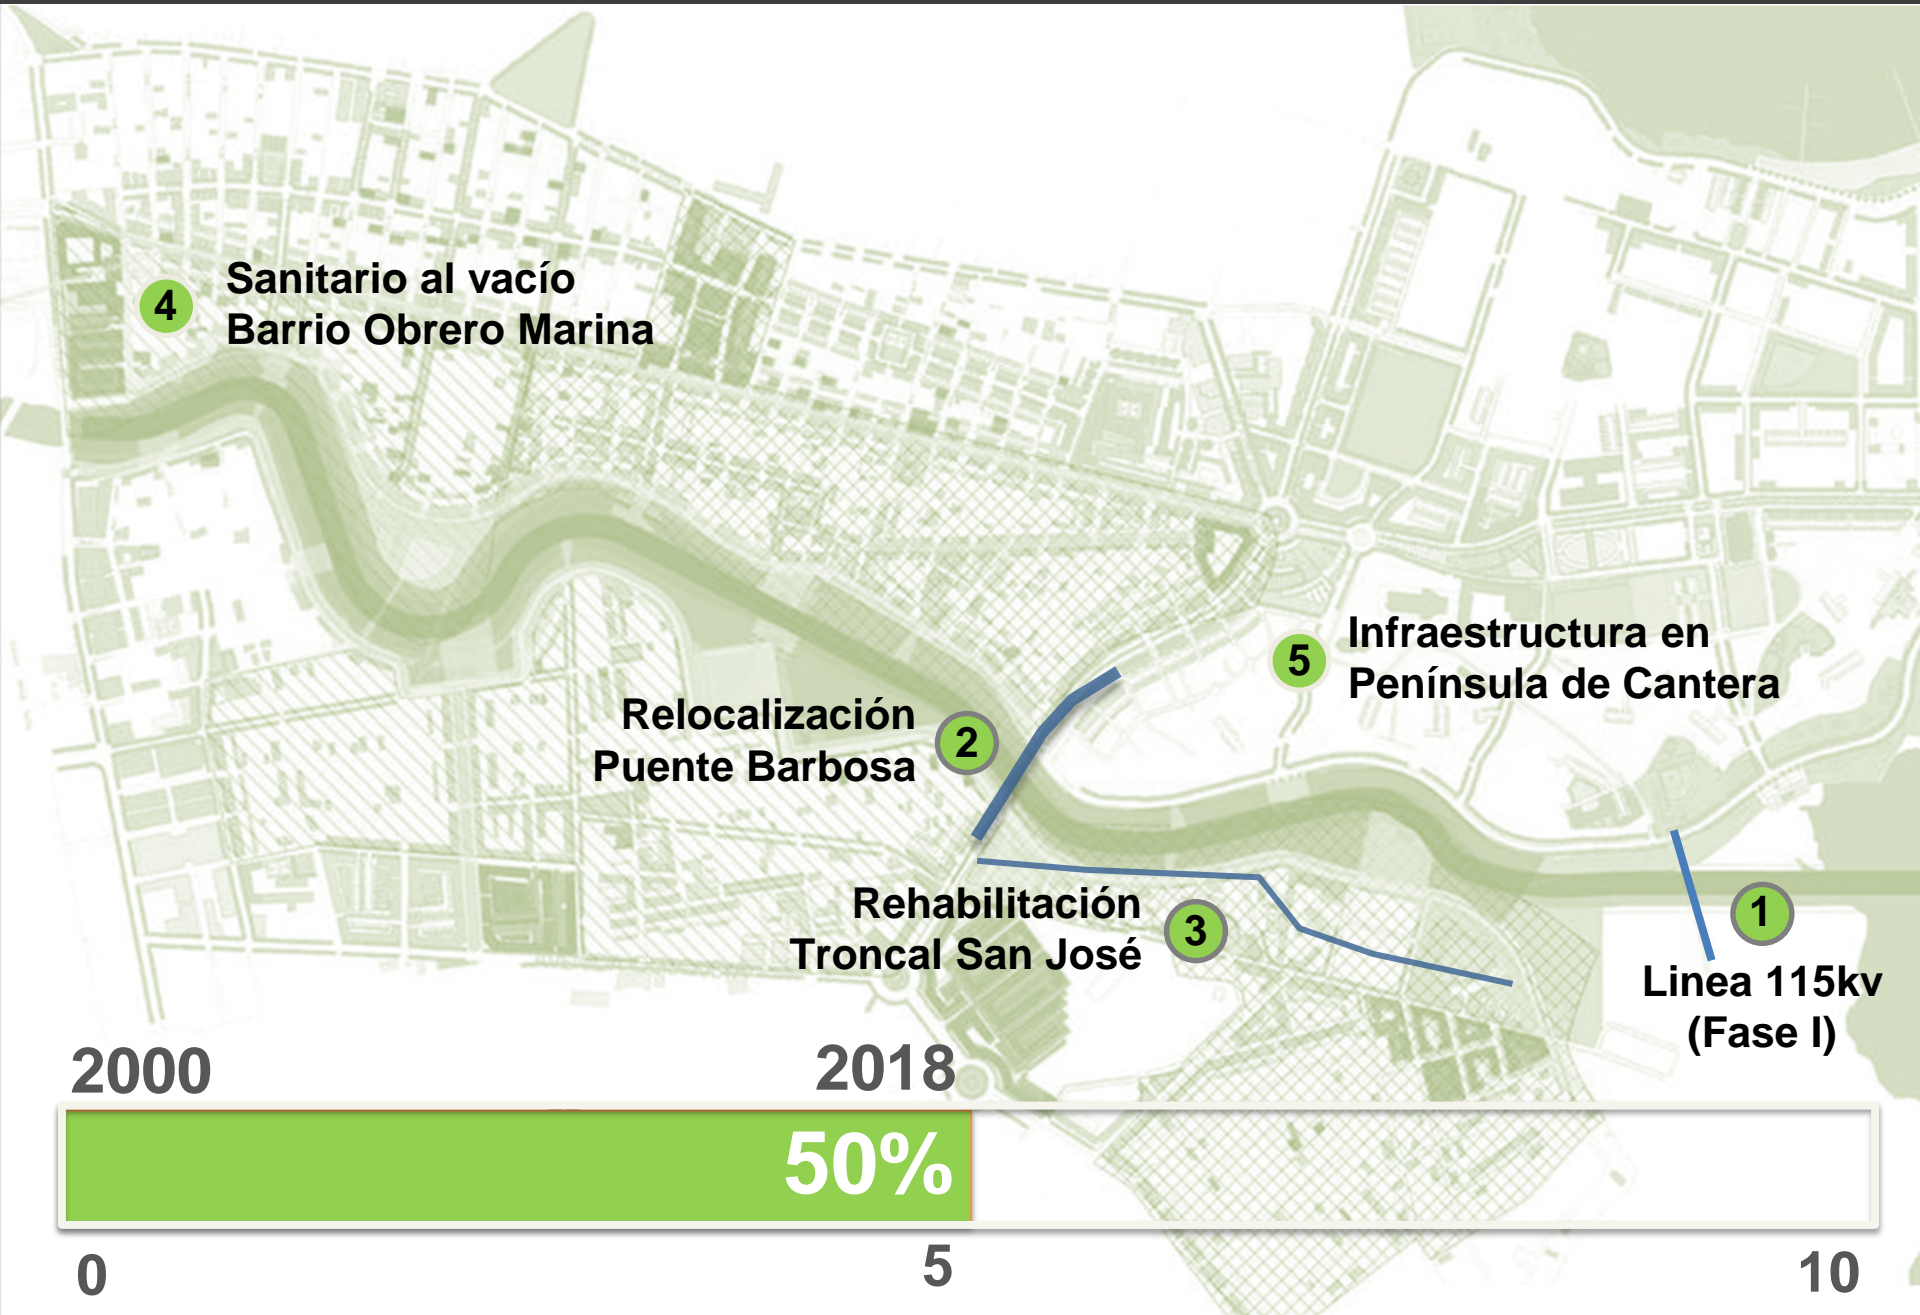 4
Sanitario al vacío
Barrio Obrero Marina
5
Infraestructura en
Península de Cantera
Relocalización
Puente Barbosa
2
Rehabilitación
Troncal San José
3
1
Linea 115kv
(Fase I)
2000
2018
50%
0
5
10